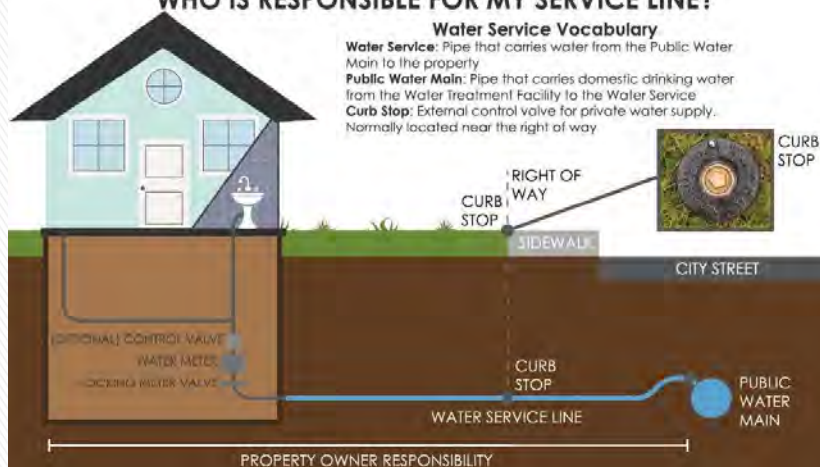 WHO IS RESPONSIBLE FOR MY SERVICE LINE?
Water Service Vocabulary
Water Service: Pipe that carries water from the Public Water
Main to the property
Public Water Main: Pipe that carries domestic drinking water
from the Water Treatment Facility to the Water Service
Curb Stop: External control valve for private water supply.
Normally located near the right of way
CURB
STOP
RIGHT OF
WAY
CURB
STOP
SIDEWALK
CITY STREET
(OPTIONAL) CONTROL VALVE
WATER METER
LOCKING METER VALVE
CURB
STOP
WATER SERVICE LINE
PUBLIC
WATER
MAIN
PROPERTY OWNER RESPONSIBILITY